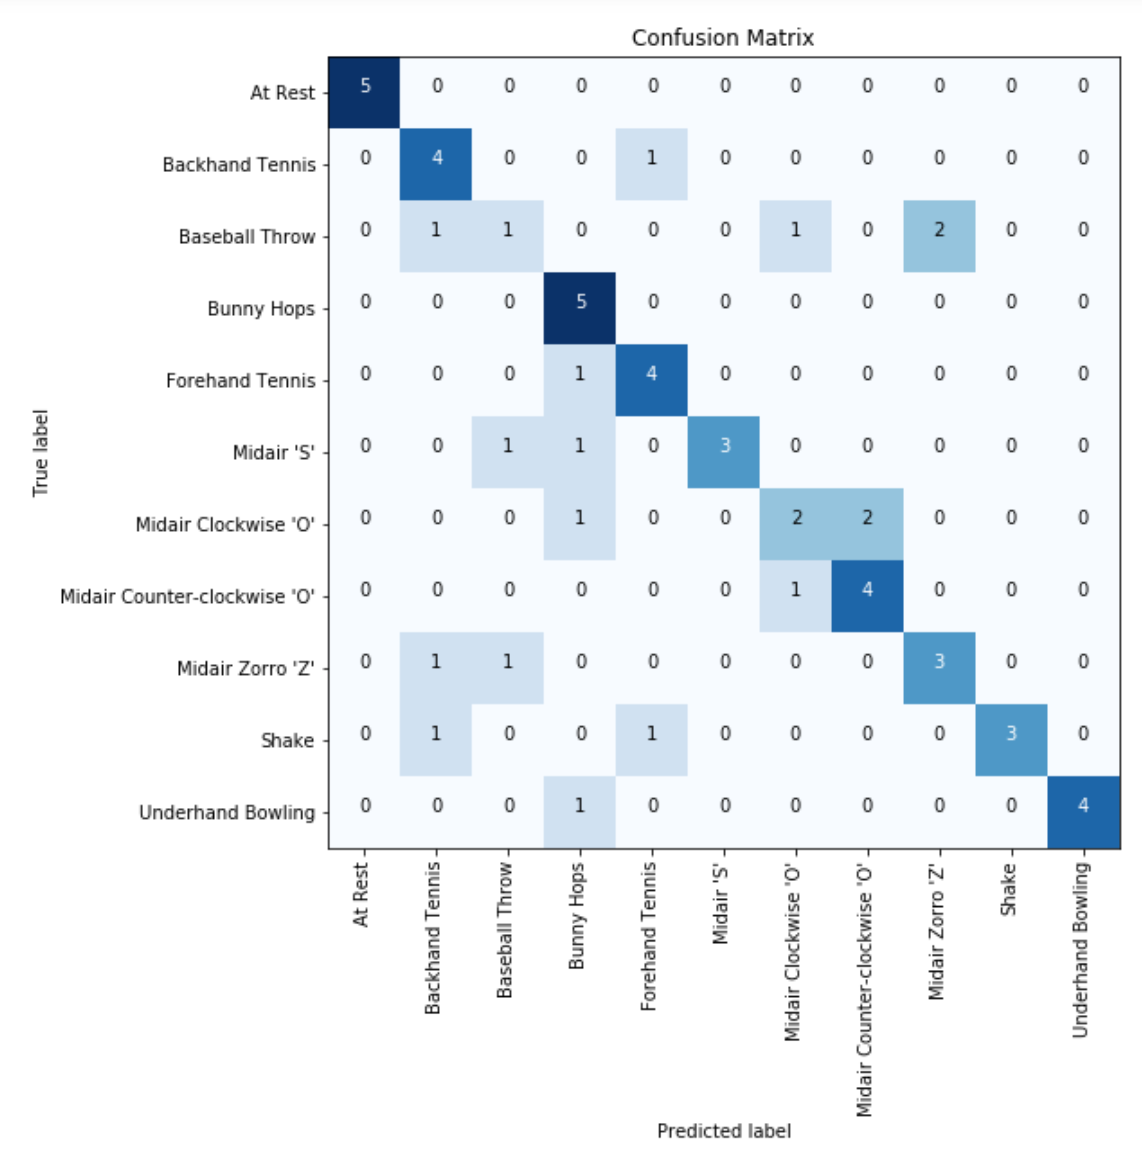 Confusion Matrix
At Rest 5 0 0 0 0 0 0 0 0 0 0
Backhand Tennis 0 4 0 0 1 0 0 0 0 0 0
Baseball Throw 0 1 1 0 0 0 1 0 2 0 0
Bunny Hops 0 0 0 5 0 0 0 0 0 0 0
Forehand Tennis 0 0 0 1 4 0 0 0 0 0 0
Midair 'S' 0 0 1 1 0 3 0 0 0 0 0
Midair Clockwise 'O' 0 0 0 1 0 0 2 2 0 0 0
Midair Counter-clockwise 'O' 0 0 0 0 0 0 1 4 0 0 0
Midair Zorro 'Z' 0 1 1 0 0 0 0 0 3 0 0
Shake 0 1 0 0 1 0 0 0 0 3 0
Underhand Bowling 0 0 0 1 0 0 0 0 0 0 4
True label
At Rest
Backhand Tennis
Baseball Throw
Bunny Hops
Forehand Tennis
Midair 'S'
Midair Clockwise 'O'
Midair Counter-clockwise 'O'
Midair Zorro 'Z'
Shake
Underhand Bowling
Predicted label